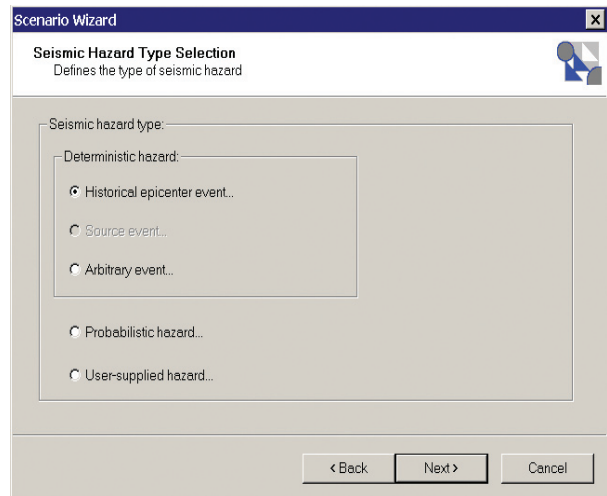 Scenario Wizard
Seismic Hazard Type Selection
Defines the type of seismic hazard
Seismic hazard type:
Deterministic hazard:
Historical epicenter event...
Source event...
Arbitrary event...
Probabilistic hazard...
User-supplied hazard...
< Back
Next >
Cancel